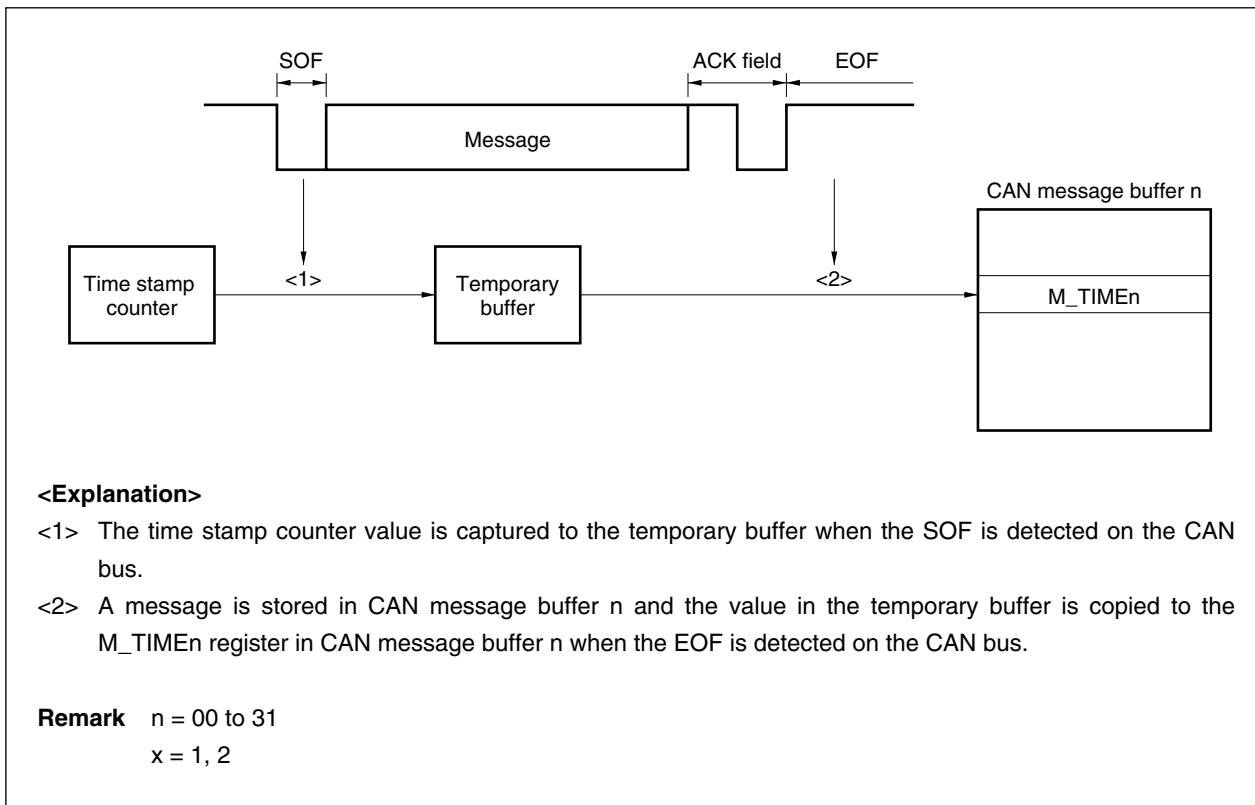 SOF
ACK field
EOF
Message
CAN message buffer n
Time stamp
counter
<1>
Temporary
buffer
<2>
M_TIMEn
<Explanation>
<1> The time stamp counter value is captured to the temporary buffer when the SOF is detected on the CAN
bus.
<2> A message is stored in CAN message buffer n and the value in the temporary buffer is copied to the
M_TIMEn register in CAN message buffer n when the EOF is detected on the CAN bus.
Remark n = 00 to 31
x = 1, 2